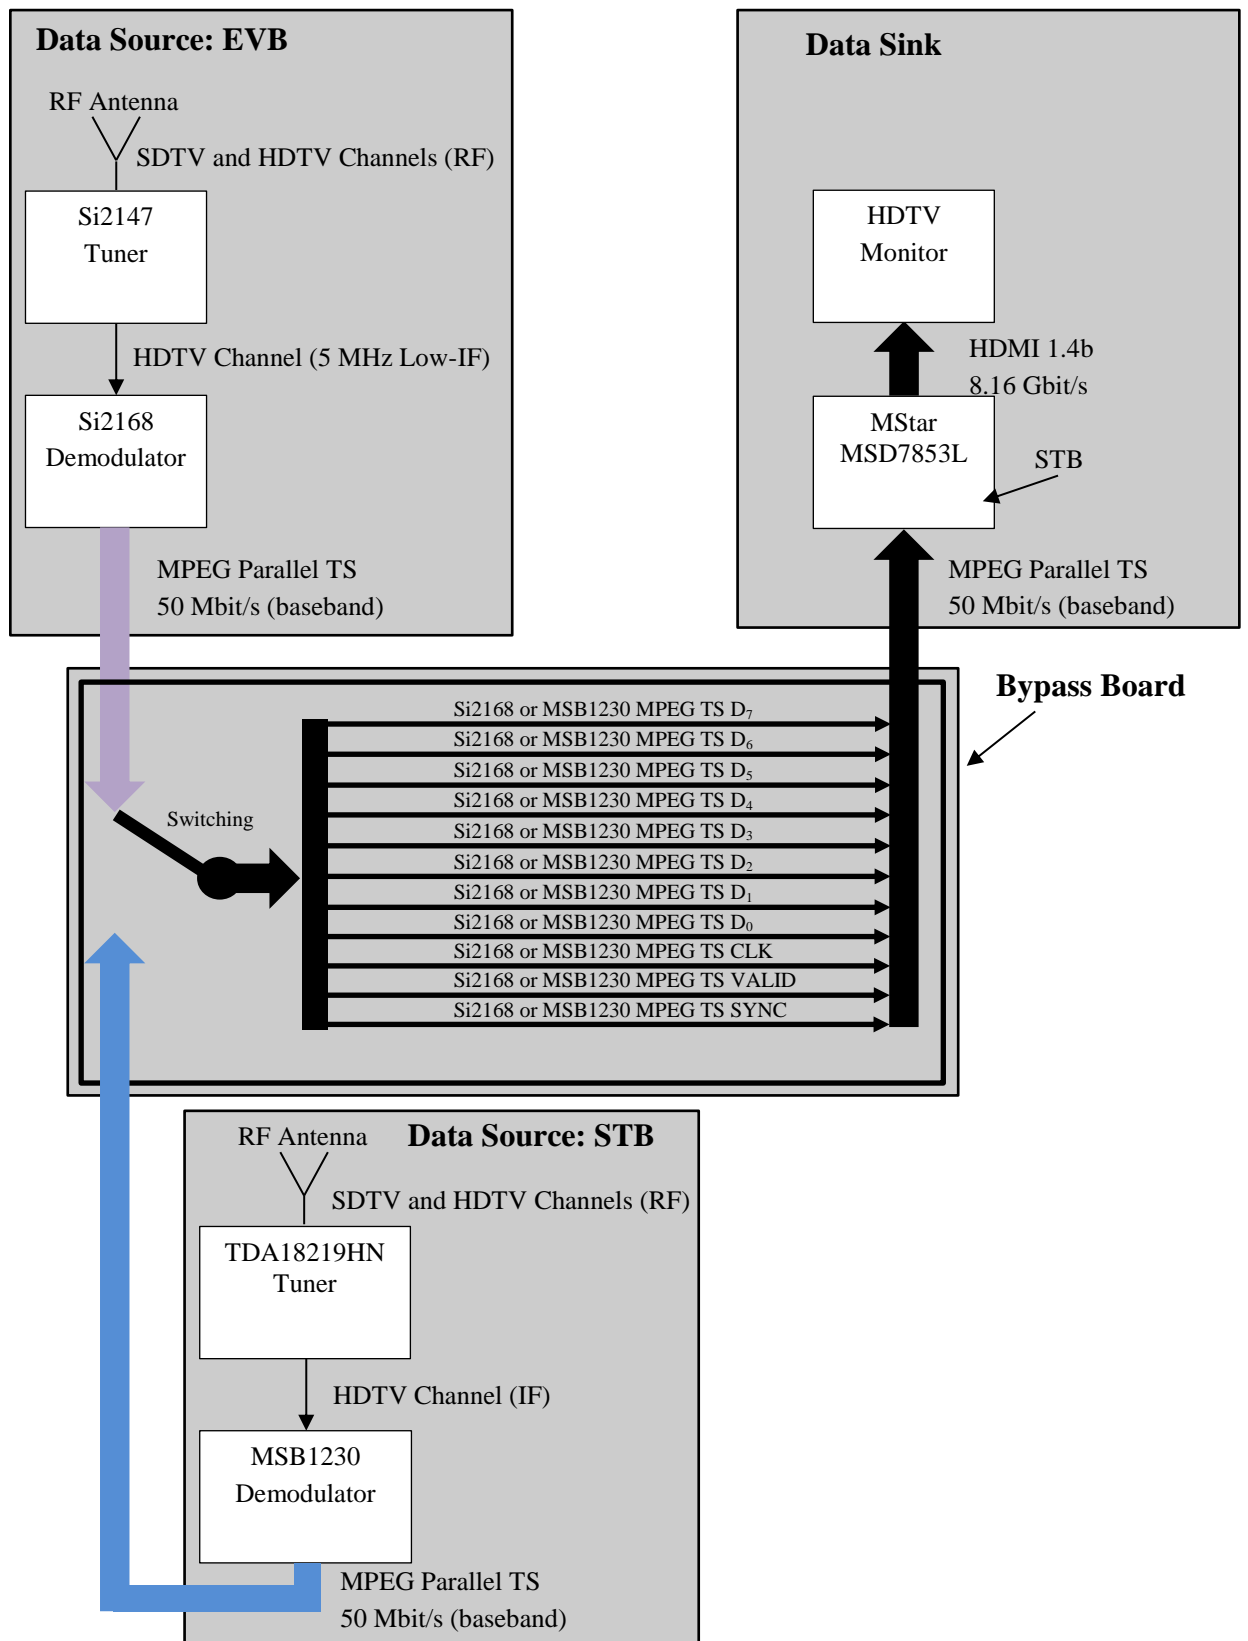 Data Source: EVB
RF Antenna
SDTV and HDTV Channels (RF)
Si2147
Tuner
HDTV Channel (5 MHz Low-IF)
Si2168
Demodulator
MPEG Parallel TS
50 Mbit/s (baseband)
Data Sink
HDTV
Monitor
HDMI 1.4b
8.16 Gbit/s
MStar
MSD7853L
STB
MPEG Parallel TS
50 Mbit/s (baseband)
Bypass Board
Switching
Si2168 or MSB1230 MPEG TS D₇
Si2168 or MSB1230 MPEG TS D₆
Si2168 or MSB1230 MPEG TS D₅
Si2168 or MSB1230 MPEG TS D₄
Si2168 or MSB1230 MPEG TS D₃
Si2168 or MSB1230 MPEG TS D₂
Si2168 or MSB1230 MPEG TS D₁
Si2168 or MSB1230 MPEG TS D₀
Si2168 or MSB1230 MPEG TS CLK
Si2168 or MSB1230 MPEG TS VALID
Si2168 or MSB1230 MPEG TS SYNC
Data Source: STB
RF Antenna
SDTV and HDTV Channels (RF)
TDA18219HN
Tuner
HDTV Channel (IF)
MSB1230
Demodulator
MPEG Parallel TS
50 Mbit/s (baseband)